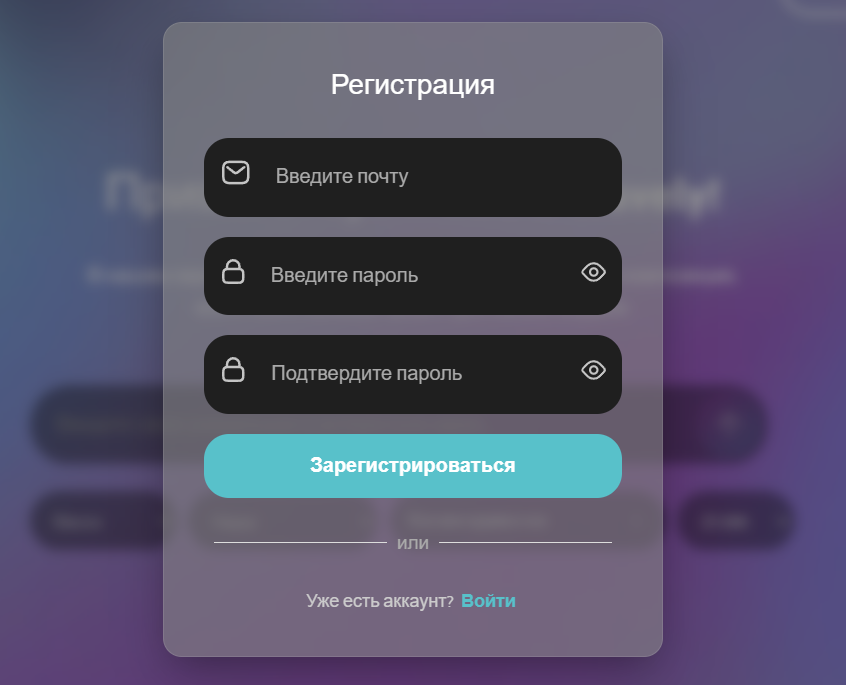 Регистрация
Введите почту
Введите пароль
Подтвердите пароль
Зарегистрироваться
или
Уже есть аккаунт? Войти